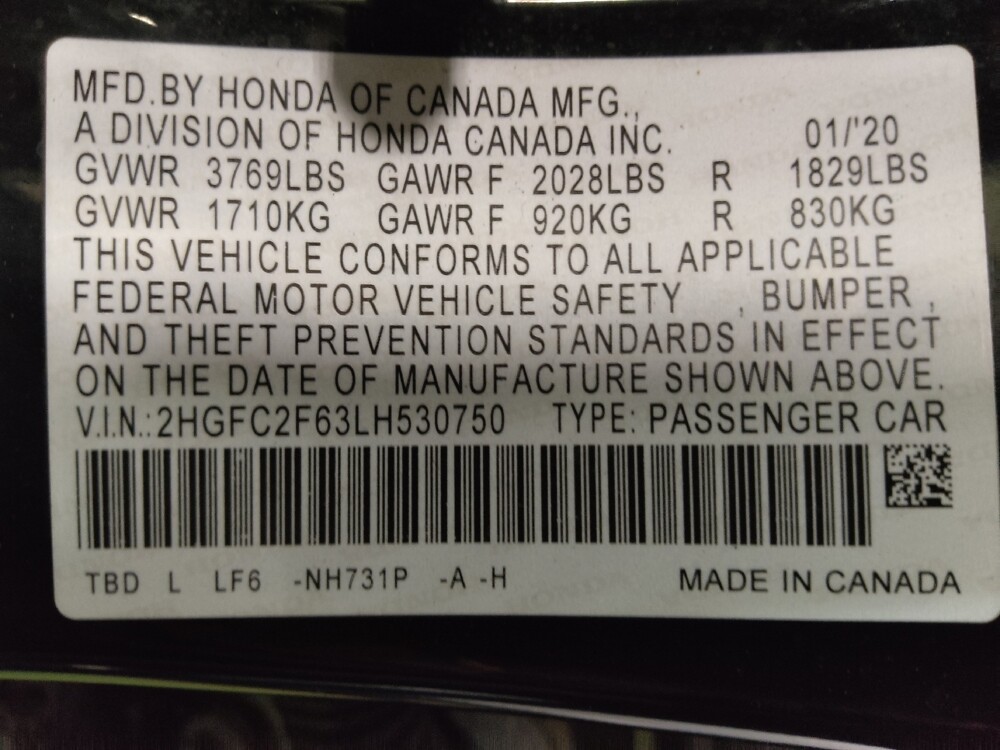 MFD.BY HONDA OF CANADA MFG.,
A DIVISION OF HONDA CANADA INC. 01/'20
GVWR 3769LBS GAWR F 2028LBS R 1829LBS
GVWR 1710KG GAWR F 920KG R 830KG
THIS VEHICLE CONFORMS TO ALL APPLICABLE
FEDERAL MOTOR VEHICLE SAFETY , BUMPER ,
AND THEFT PREVENTION STANDARDS IN EFFECT
ON THE DATE OF MANUFACTURE SHOWN ABOVE.
V.I.N.:2HGFC2F63LH530750 TYPE: PASSENGER CAR
TBD L LF6 -NH731P -A -H MADE IN CANADA